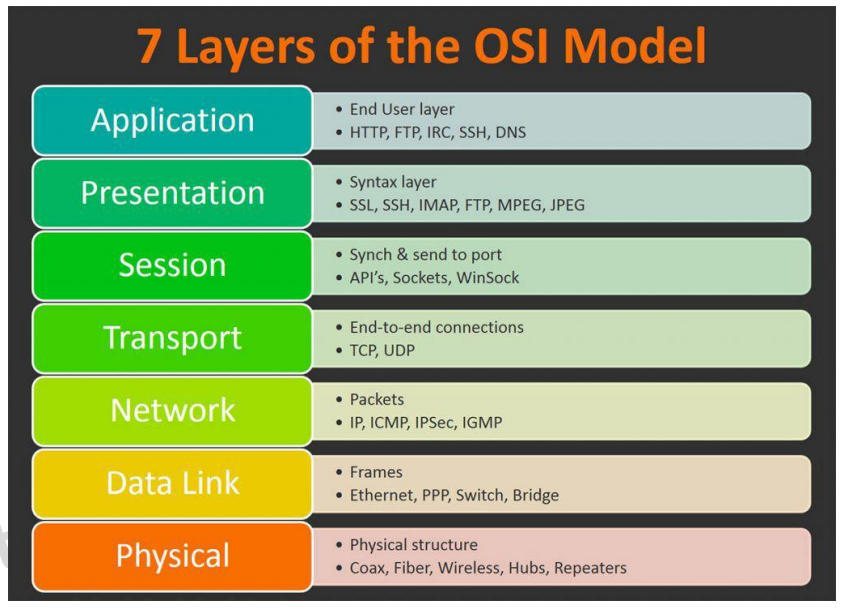 7 Layers of the OSI Model
Application
• End User layer
• HTTP, FTP, IRC, SSH, DNS
Presentation
• Syntax layer
• SSL, SSH, IMAP, FTP, MPEG, JPEG
Session
• Synch & send to port
• API's, Sockets, WinSock
Transport
• End-to-end connections
• TCP, UDP
Network
• Packets
• IP, ICMP, IPSec, IGMP
Data Link
• Frames
• Ethernet, PPP, Switch, Bridge
Physical
• Physical structure
• Coax, Fiber, Wireless, Hubs, Repeaters